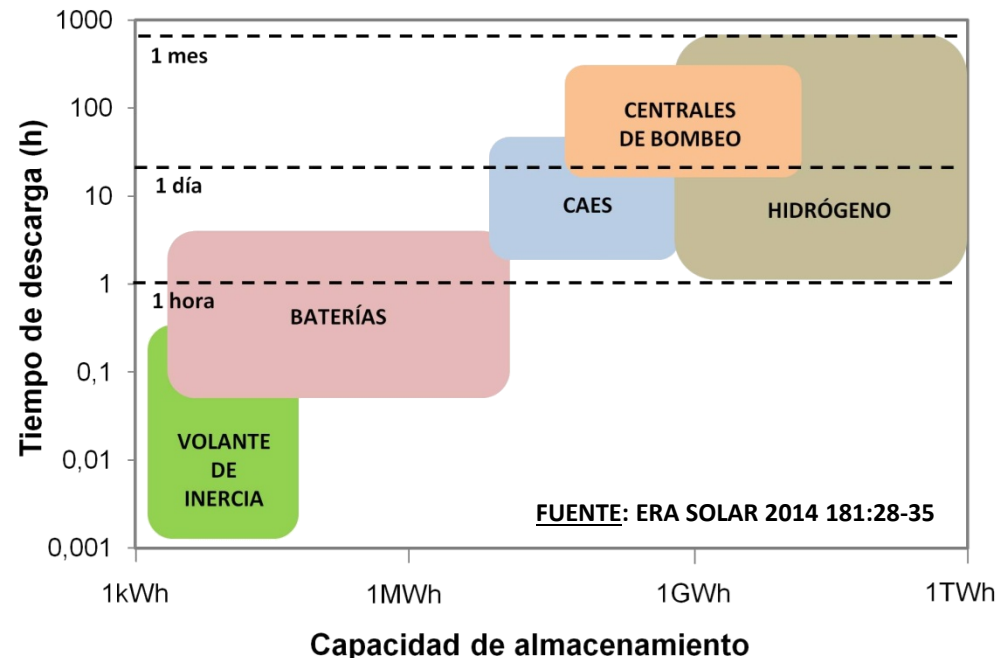 Tiempo de descarga (h)
1000
100
10
1
0,1
0,01
0,001
1 mes
1 día
1 hora
CENTRALES
DE BOMBEO
CAES
HIDRÓGENO
BATERÍAS
VOLANTE
DE
INERCIA
FUENTE: ERA SOLAR 2014 181:28-35
1kWh
1MWh
1GWh
1TWh
Capacidad de almacenamiento